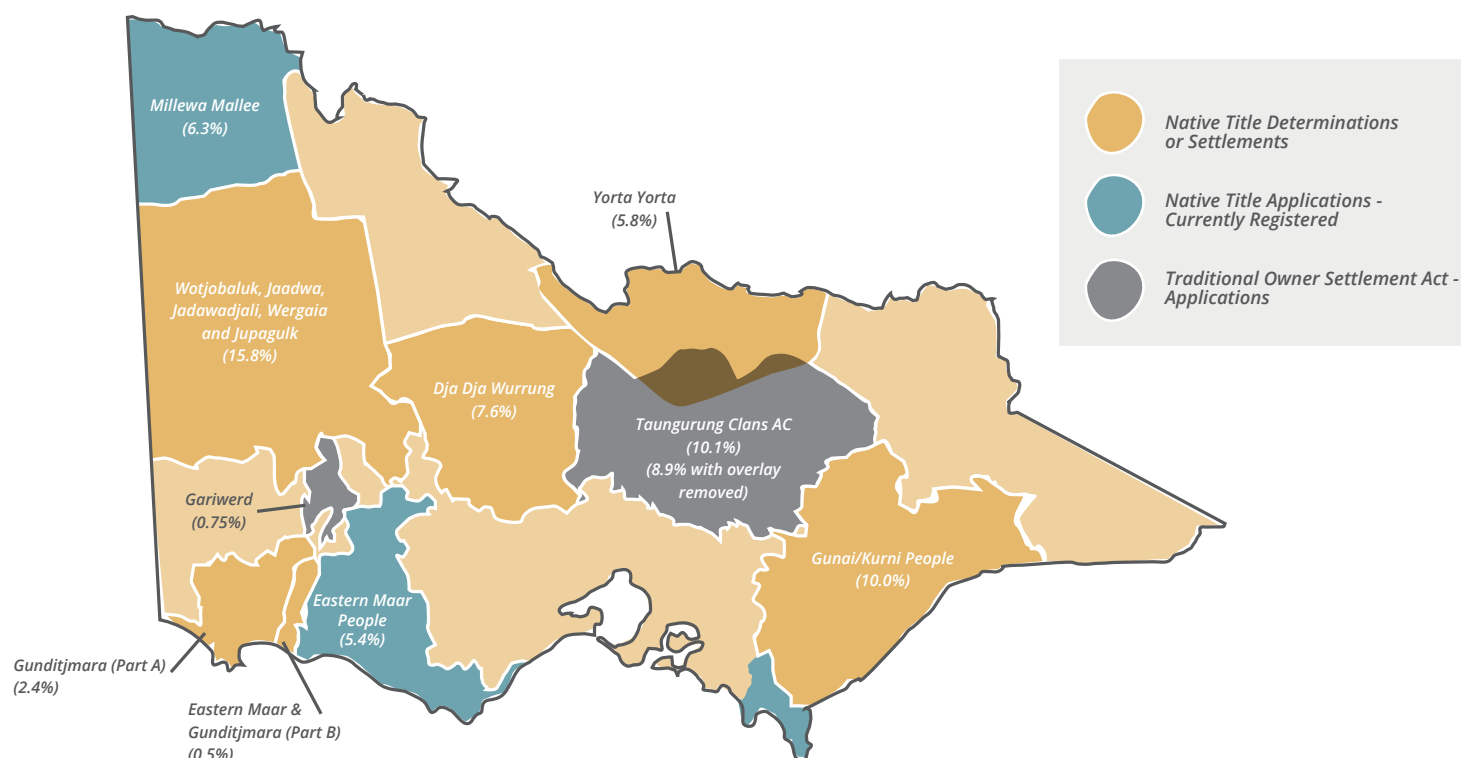 Millewa Mallee
(6.3%)
Native Title Determinations
or Settlements
Native Title Applications -
Currently Registered
Traditional Owner Settlement Act -
Applications
Yorta Yorta
(5.8%)
Wotjobaluk, Jaadwa,
Jadawadjali, Wergaia
and Jupagulk
(15.8%)
Dja Dja Wurrung
(7.6%)
Taungurung Clans AC
(10.1%)
(8.9% with overlay
removed)
Gariwerd
(0.75%)
Gunai/Kurni People
(10.0%)
Eastern Maar
People
(5.4%)
Gunditjmara (Part A)
(2.4%)
Eastern Maar &
Gunditjmara (Part B)
(0.5%)